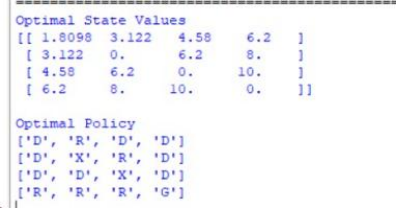 Optimal State Values
[[ 1.8098 3.122 4.58 6.2 ]
[ 3.122 0. 6.2 8. ]
[ 4.58 6.2 0. 10. ]
[ 6.2 8. 10. 0. ]]
Optimal Policy
['D', 'R', 'D', 'D']
['D', 'X', 'R', 'D']
['D', 'D', 'X', 'D']
['R', 'R', 'R', 'G']